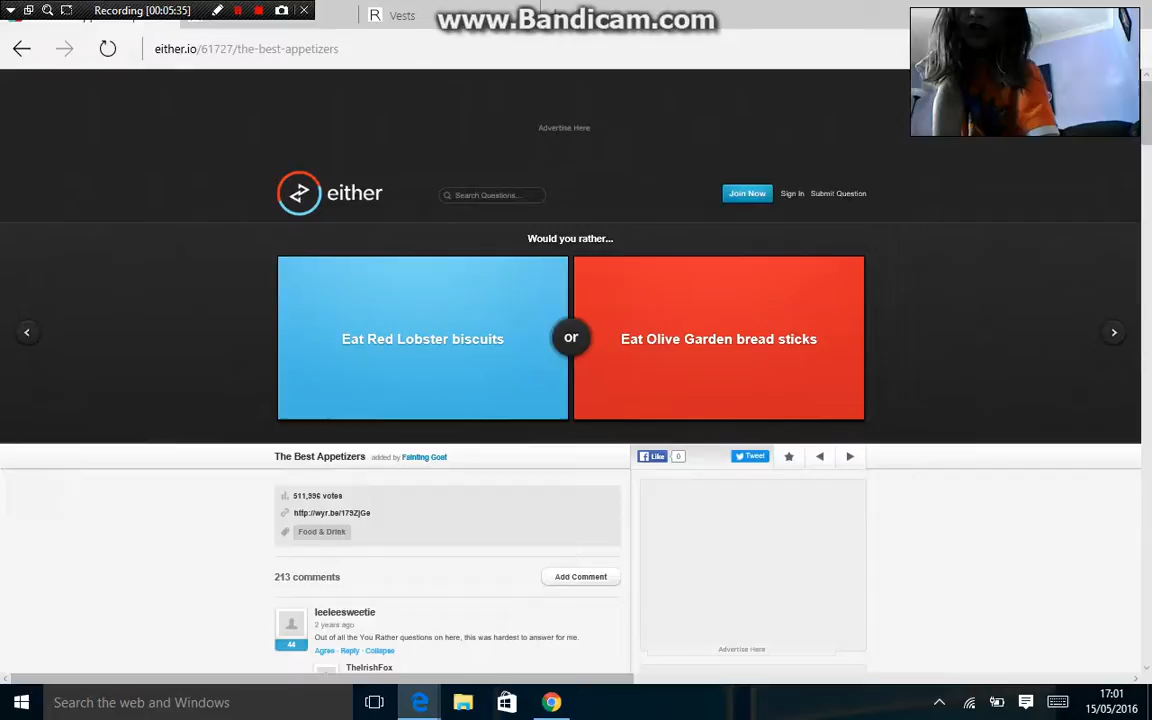 Recording [00:05:35]
www.Bandicam.com
R Vests
either.io/61727/the-best-appetizers
Advertise Here
either
Search Questions...
Join Now Sign In Submit Question
Would you rather...
Eat Red Lobster biscuits
or
Eat Olive Garden bread sticks
The Best Appetizers added by Fainting Goat
Like 0
Tweet
511,996 votes
http://wyr.be/179ZjGe
Food & Drink
213 comments
Add Comment
leeleesweetie
2 years ago
44
Out of all the You Rather questions on here, this was hardest to answer for me.
Agree - Reply - Collapse
Advertise Here
TheIrishFox
Search the web and Windows
17:01
15/05/2016